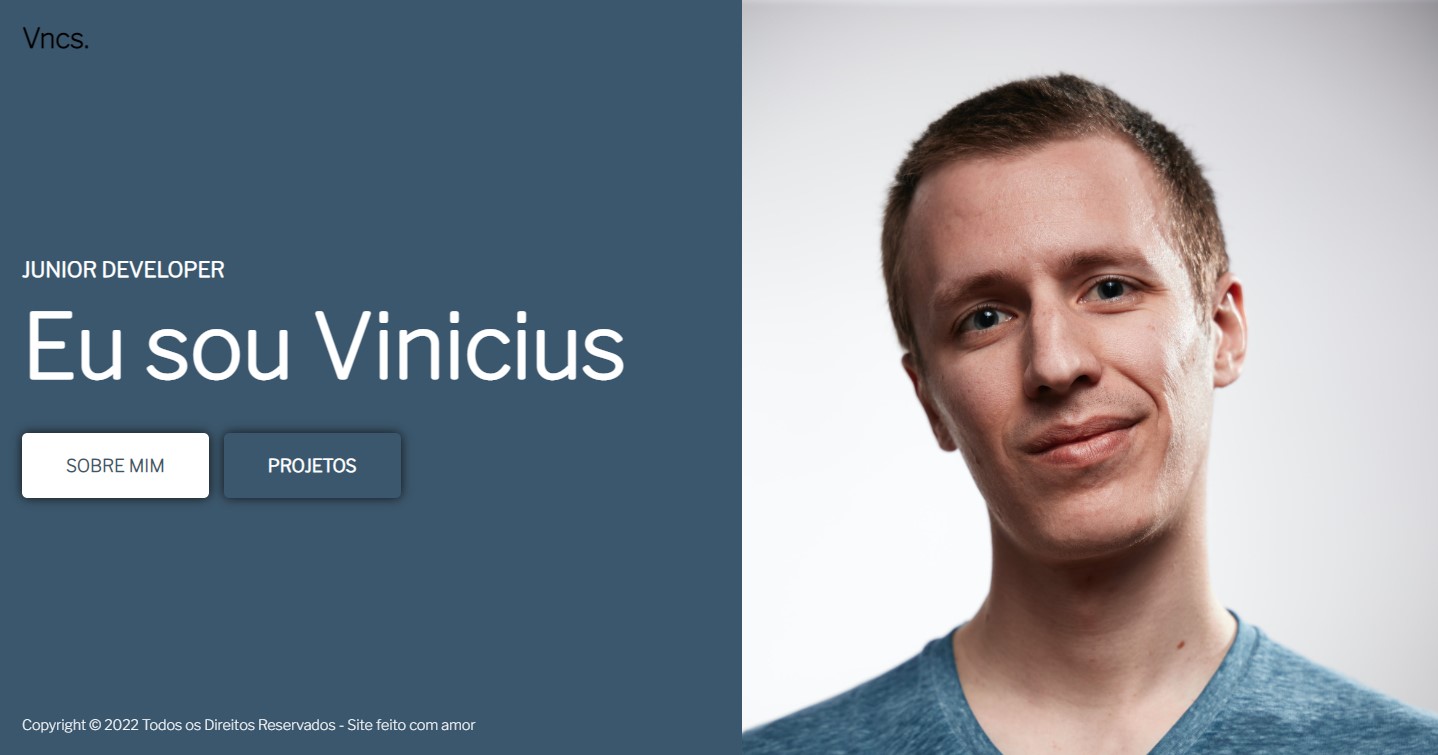 Vncs.
JUNIOR DEVELOPER
Eu sou Vinicius
SOBRE MIM
PROJETOS
Copyright © 2022 Todos os Direitos Reservados - Site feito com amor